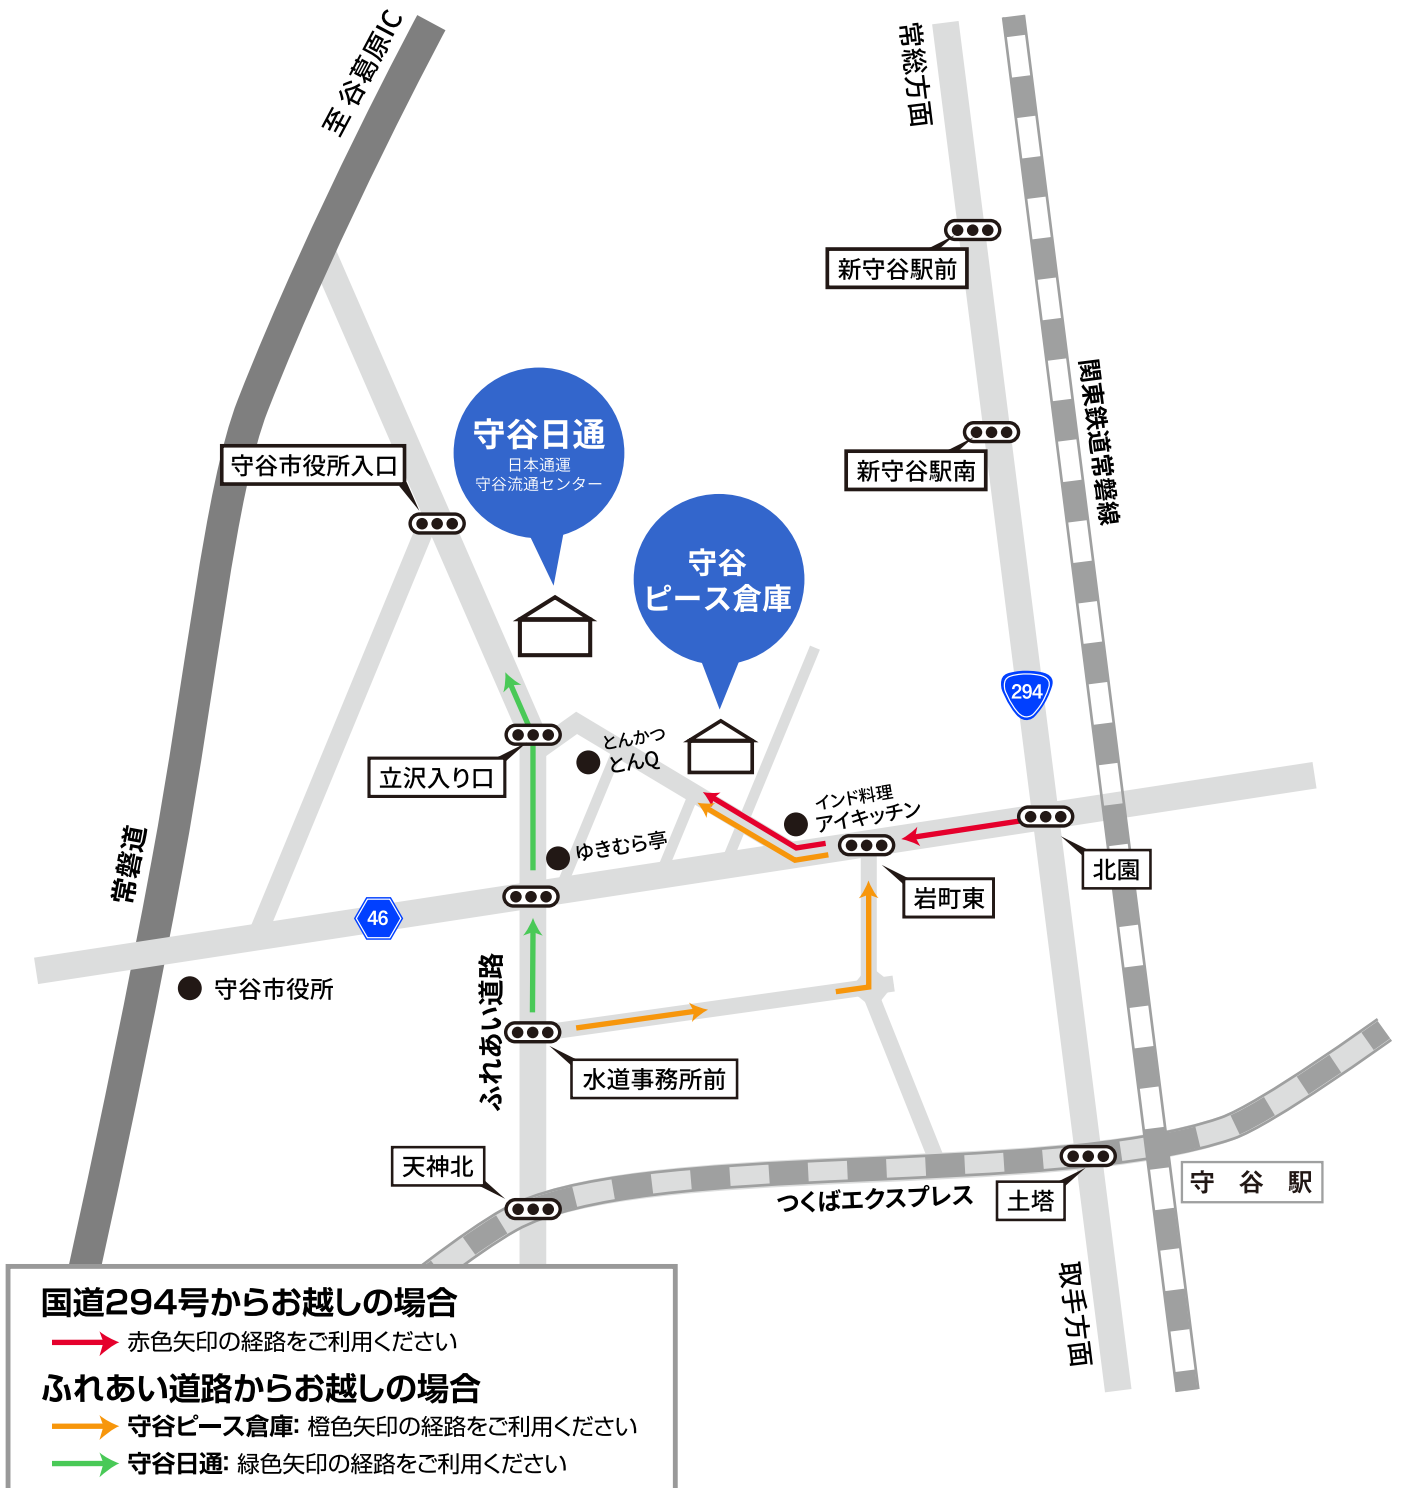 至 谷葛原IC
常総方面
新守谷駅前
関東鉄道常磐線
守谷日通
日本通運
守谷流通センター
守谷市役所入口
新守谷駅南
守谷
ピース倉庫
294
とんかつ
とんQ
立沢入り口
インド料理
アイキッチン
ゆきむら亭
常磐道
北園
岩町東
46
守谷市役所
ふれあい道路
水道事務所前
天神北
つくばエクスプレス
土塔
守 谷 駅
取手方面
国道294号からお越しの場合
赤色矢印の経路をご利用ください
ふれあい道路からお越しの場合
守谷ピース倉庫: 橙色矢印の経路をご利用ください
守谷日通: 緑色矢印の経路をご利用ください